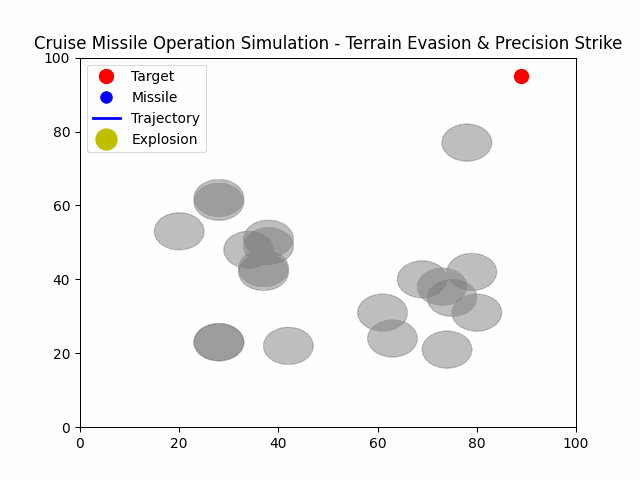 Cruise Missile Operation Simulation - Terrain Evasion & Precision Strike
100
Target
Missile
Trajectory
Explosion
80
60
40
20
0
0 20 40 60 80 100